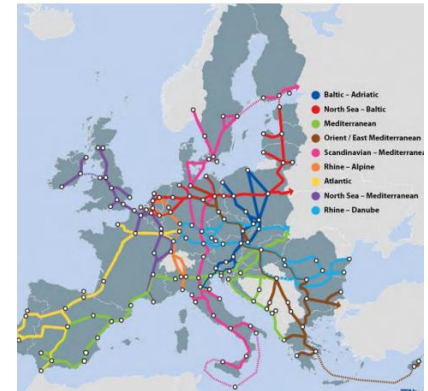 Baltic – Adriatic
North Sea – Baltic
Mediterranean
Orient / East Mediterranean
Scandinavian – Mediterranea
Rhine – Alpine
Atlantic
North Sea – Mediterranean
Rhine – Danube